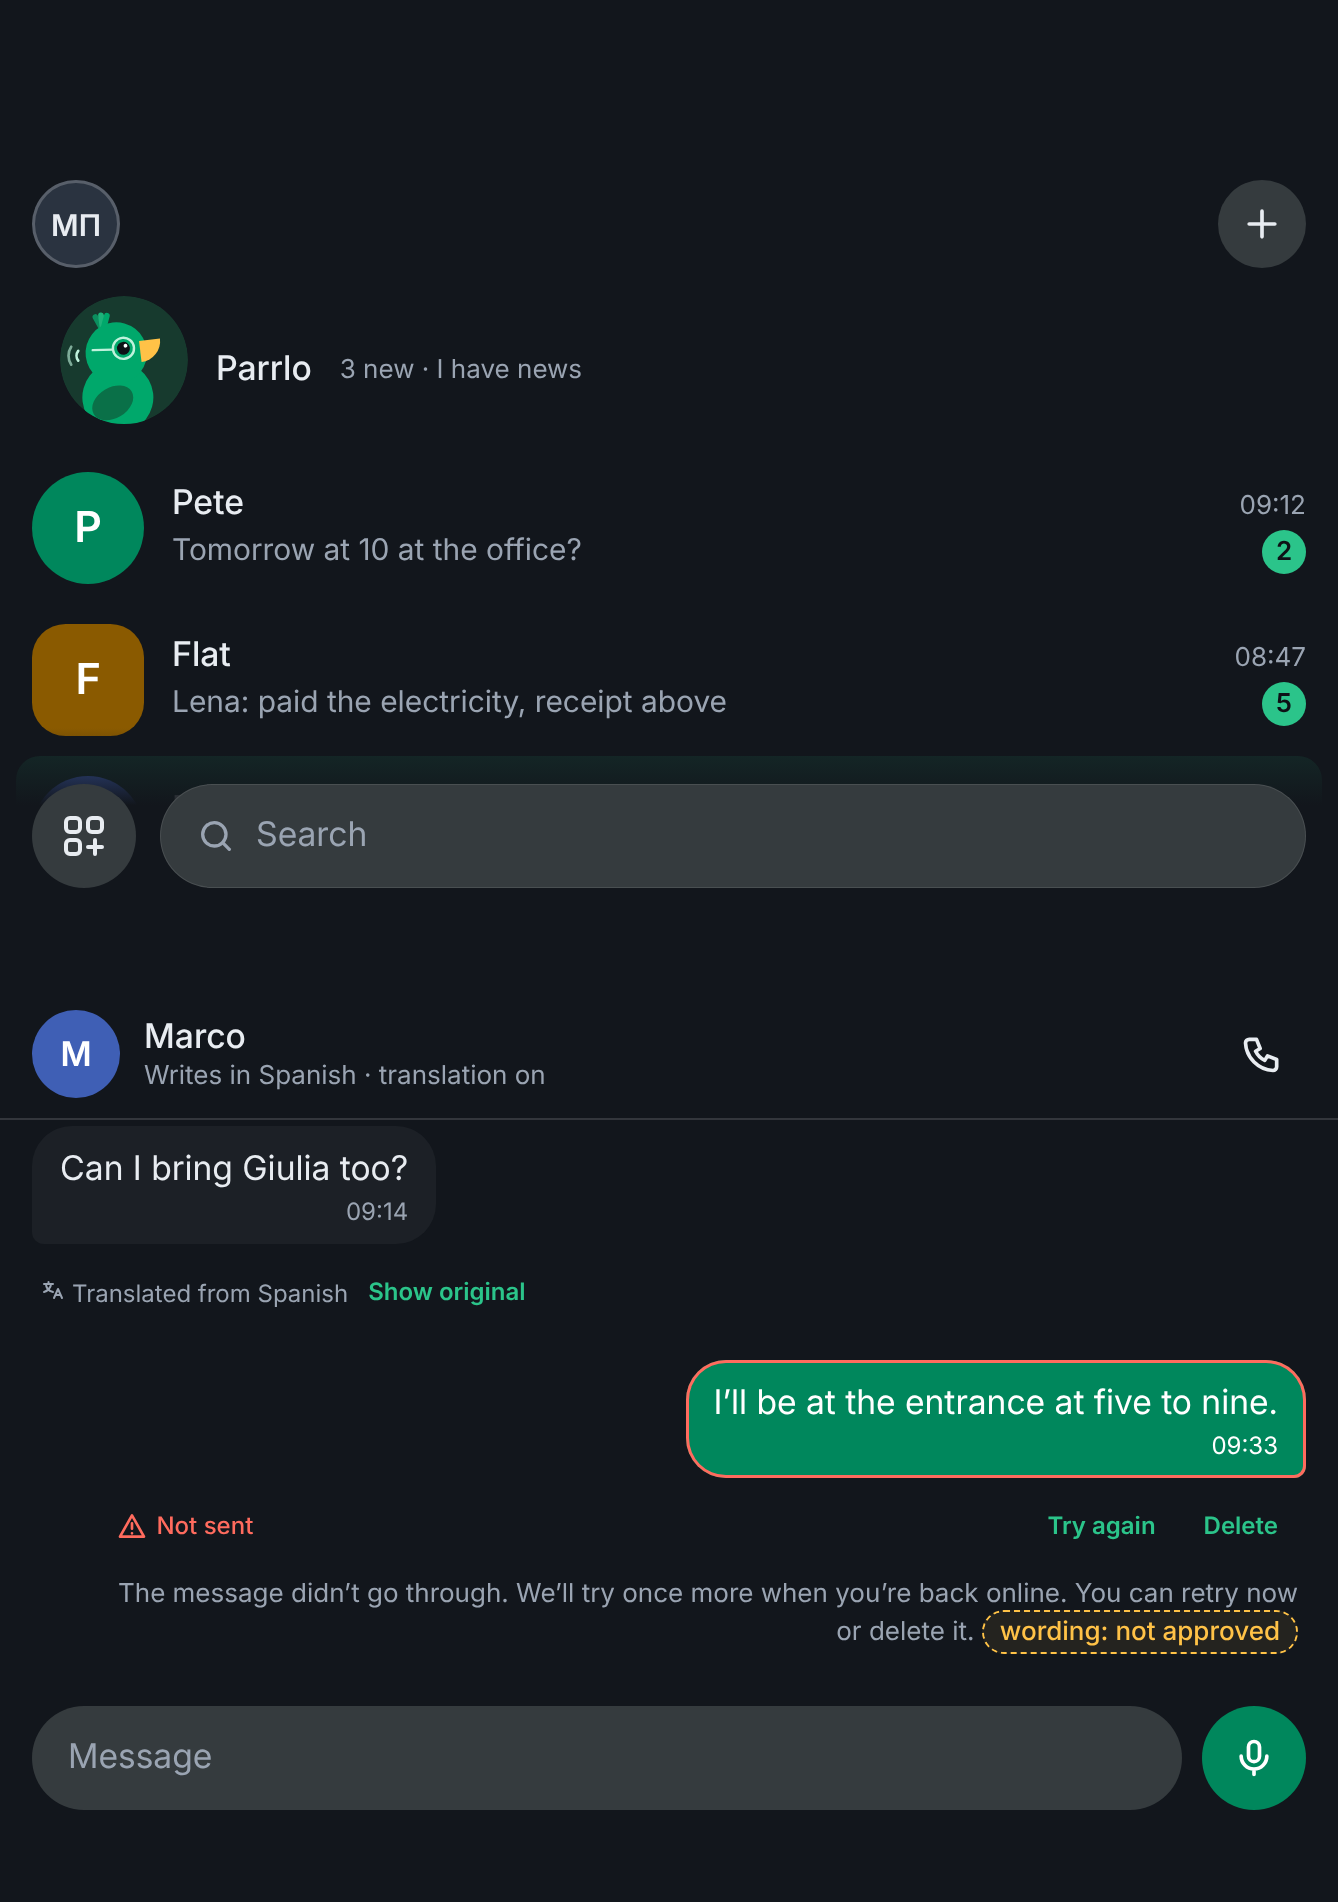 МП
Parrlo 3 new · I have news
P
Pete
09:12
Tomorrow at 10 at the office?
2
F
Flat
08:47
Lena: paid the electricity, receipt above
5
Search
M
Marco
Writes in Spanish · translation on
Can I bring Giulia too?
09:14
Translated from Spanish Show original
I’ll be at the entrance at five to nine.
09:33
Not sent Try again Delete
The message didn’t go through. We’ll try once more when you’re back online. You can retry now
or delete it. wording: not approved
Message